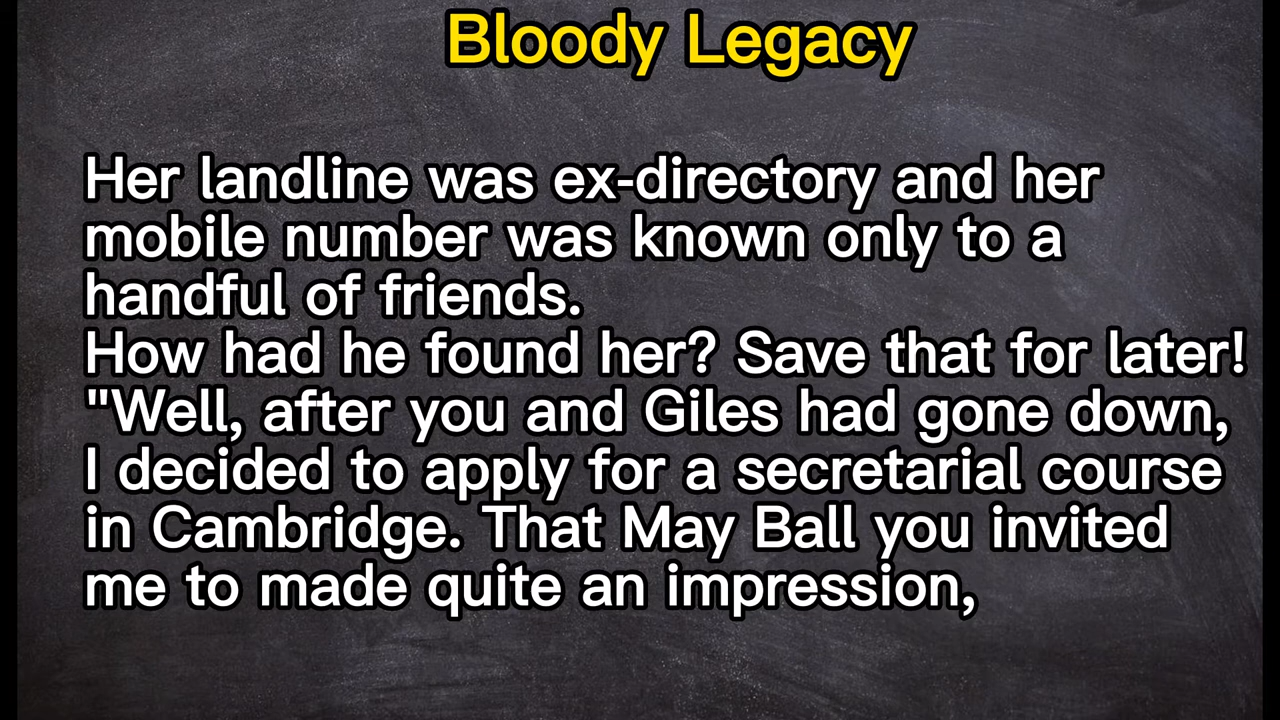 Bloody Legacy
Her landline was ex-directory and her
mobile number was known only to a
handful of friends.
How had he found her? Save that for later!
"Well, after you and Giles had gone down,
I decided to apply for a secretarial course
in Cambridge. That May Ball you invited
me to made quite an impression,